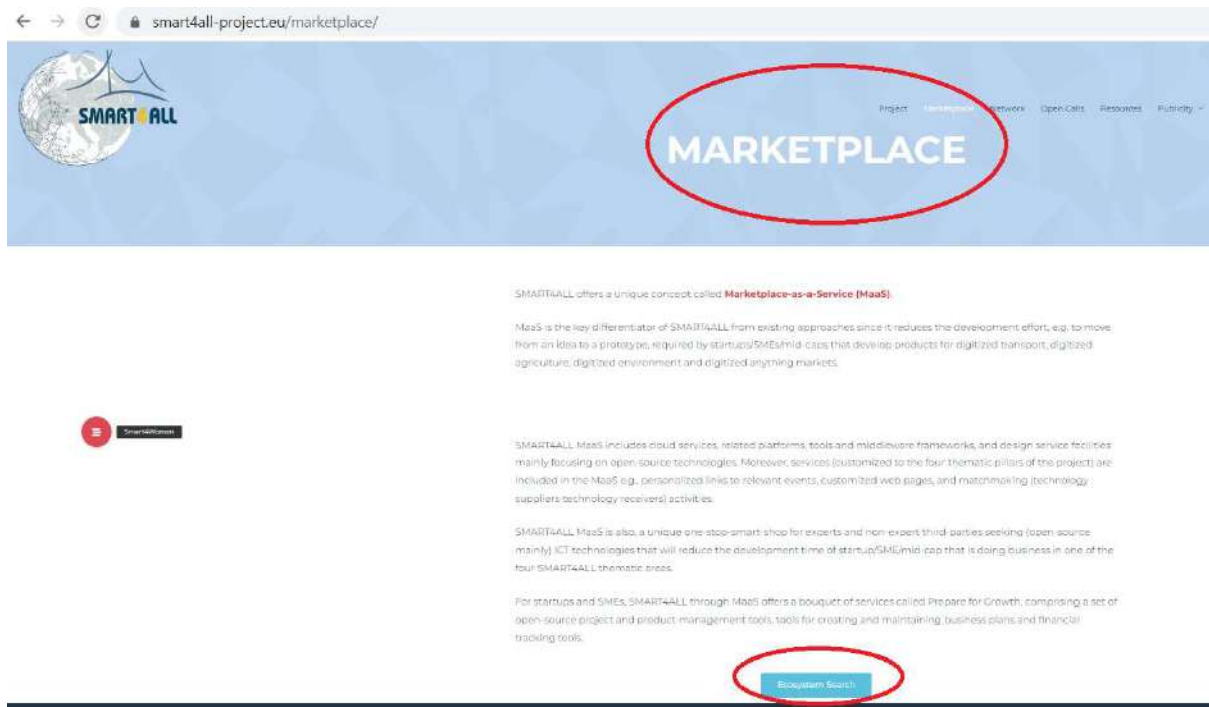 smart4all-project.eu/marketplace/
SMART4ALL
Project Marketplace Network Open Calls Resources Publicity
MARKETPLACE
SMART4ALL offers a unique concept called Marketplace-as-a-Service (MaaS).
MaaS is the key differentiator of SMART4ALL from existing approaches since it reduces the development effort, e.g. to move
from an idea to a prototype, required by startups/SMEs/mid-caps that develop products for digitized transport, digitized
agriculture, digitized environment and digitized anything markets.
Smart4Women
SMART4ALL MaaS includes cloud services, related platforms, tools and middleware frameworks, and design service facilities
mainly focusing on open-source technologies. Moreover, services (customized to the four thematic pillars of the project) are
included in the MaaS e.g., personalized links to relevant events, customized web pages, and matchmaking (technology
suppliers-technology receivers) activities.
SMART4ALL MaaS is also, a unique one-stop-smart-shop for experts and non-expert third-parties seeking (open-source
mainly) ICT technologies that will reduce the development time of startup/SME/mid-cap that is doing business in one of the
four SMART4ALL thematic areas.
For startups and SMEs, SMART4ALL through MaaS offers a bouquet of services called Prepare for Growth, comprising a set of
open-source project and product-management tools, tools for creating and maintaining business plans and financial
tracking tools.
Ecosystem Search